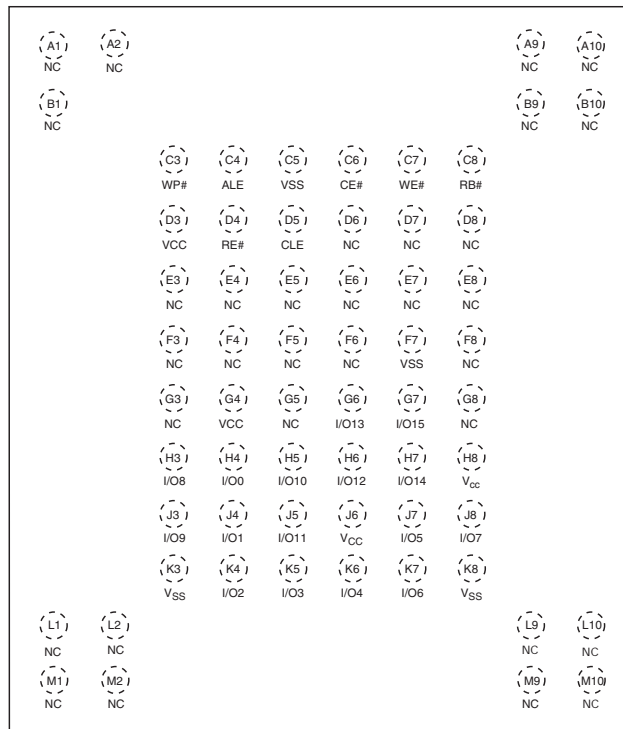 A1 A2 A9 A10
NC NC NC NC
B1 B9 B10
NC NC NC
C3 C4 C5 C6 C7 C8
WP# ALE VSS CE# WE# RB#
D3 D4 D5 D6 D7 D8
VCC RE# CLE NC NC NC
E3 E4 E5 E6 E7 E8
NC NC NC NC NC NC
F3 F4 F5 F6 F7 F8
NC NC NC NC VSS NC
G3 G4 G5 G6 G7 G8
NC VCC NC I/O13 I/O15 NC
H3 H4 H5 H6 H7 H8
I/O8 I/O0 I/O10 I/O12 I/O14 Vcc
J3 J4 J5 J6 J7 J8
I/O9 I/O1 I/O11 VCC I/O5 I/O7
K3 K4 K5 K6 K7 K8
VSS I/O2 I/O3 I/O4 I/O6 VSS
L1 L2 L9 L10
NC NC NC NC
M1 M2 M9 M10
NC NC NC NC